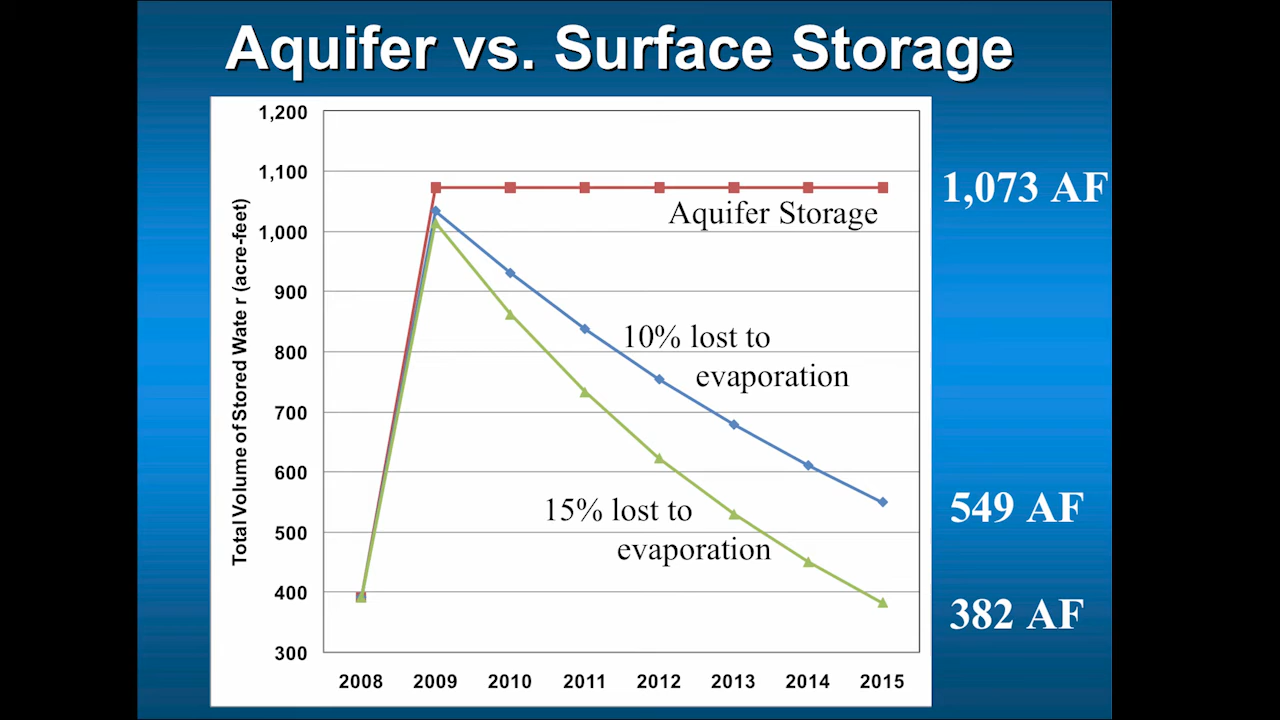 Aquifer vs. Surface Storage
Total Volume of Stored Wate r (acre-feet)
1,200
1,100
1,000
900
800
700
600
500
400
300
2008 2009 2010 2011 2012 2013 2014 2015
Aquifer Storage
10% lost to
evaporation
15% lost to
evaporation
1,073 AF
549 AF
382 AF